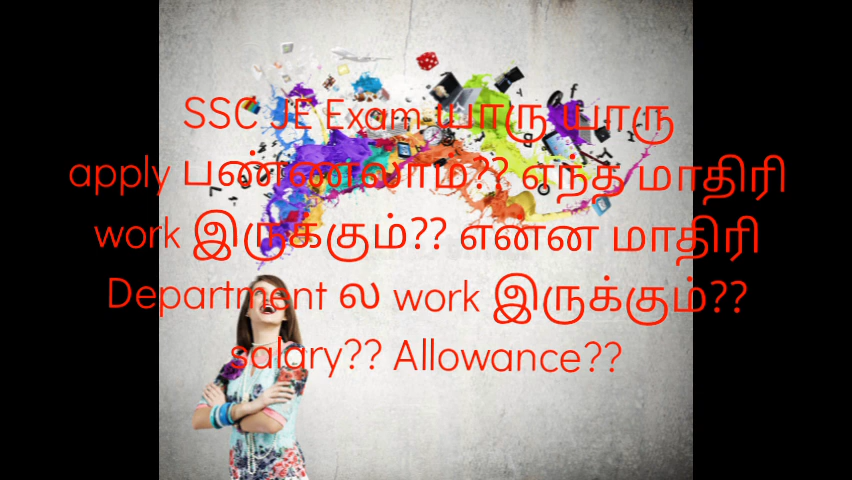 SSC JE Exam யாரு யாரு
apply பண்ணலாம்?? எந்த மாதிரி
work இருக்கும்?? என்ன மாதிரி
Department ல work இருக்கும்??
salary?? Allowance??